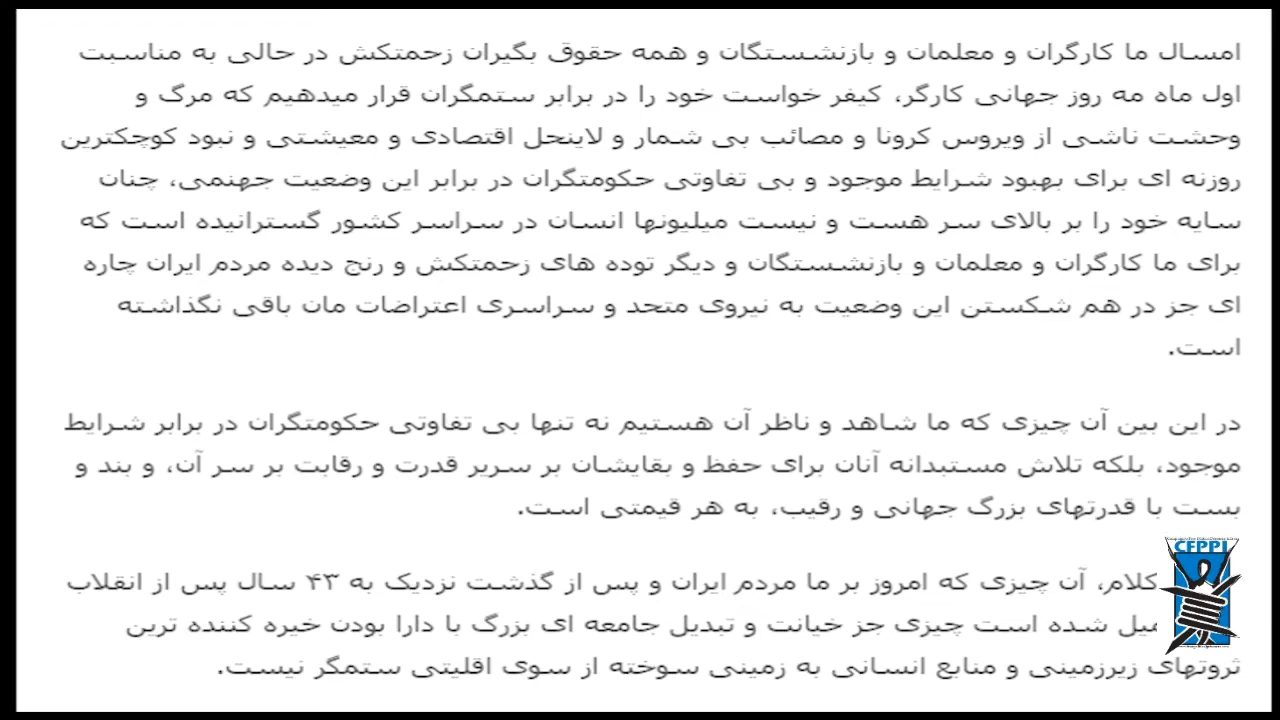 امسال ما کارگران و معلمان و بازنشستگان و همه حقوق بگیران زحمتکش در حالی به مناسبت
اول ماه مه روز جهانی کارگر، کیفر خواست خود را در برابر ستمگران قرار میدهیم که مرگ و
وحشت ناشی از ویروس کرونا و مصائب بی شمار و لاینحل اقتصادی و معیشتی و نبود کوچکترین
روزنه ای برای بهبود شرایط موجود و بی تفاوتی حکومتگران در برابر این وضعیت جهنمی، چنان
سایه خود را بر بالای سر هست و نیست میلیونها انسان در سراسر کشور گسترانیده است که
برای ما کارگران و معلمان و بازنشستگان و دیگر توده های زحمتکش و رنج دیده مردم ایران چاره
ای جز در هم شکستن این وضعیت به نیروی متحد و سراسری اعتراضات مان باقی نگذاشته
است.
در این بین آن چیزی که ما شاهد و ناظر آن هستیم نه تنها بی تفاوتی حکومتگران در برابر شرایط
موجود، بلکه تلاش مستبدانه آنان برای حفظ و بقایشان بر سریر قدرت و رقابت بر سر آن، و بند و
بست با قدرتهای بزرگ جهانی و رقیب، به هر قیمتی است.
کلام، آن چیزی که امروز بر ما مردم ایران و پس از گذشت نزدیک به ۴۳ سال پس از انقلاب
شده است چیزی جز خیانت و تبدیل جامعه ای بزرگ با دارا بودن خیره کننده ترین
ثروتهای زیرزمینی و منابع انسانی به زمینی سوخته از سوی اقلیتی ستمگر نیست.
CFPPI